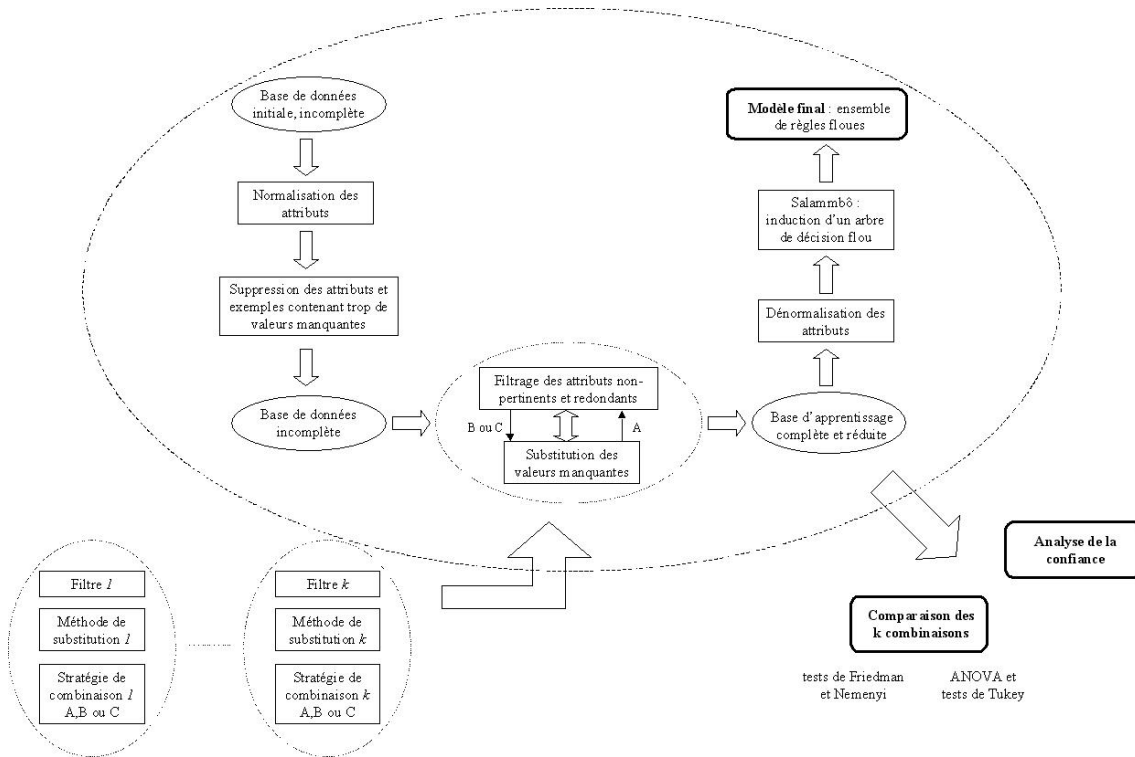 Base de données
initiale, incomplète
Normalisation des
attributs
Suppression des attributs et
exemples contenant trop de
valeurs manquantes
Base de données
incomplète
Filtrage des attributs non-
pertinents et redondants
B ou C
A
Substitution des
valeurs manquantes
Base d'apprentissage
complète et réduite
Dénormalisation des
attributs
Salammbô :
induction d'un arbre
de décision flou
Modèle final : ensemble
de règles floues
Filtre 1
Méthode de
substitution 1
Stratégie de
combinaison 1
A,B ou C
............
Filtre k
Méthode de
substitution k
Stratégie de
combinaison k
A,B ou C
Analyse de la
confiance
Comparaison des
k combinaisons
tests de Friedman
et Nemenyi
ANOVA et
tests de Tukey